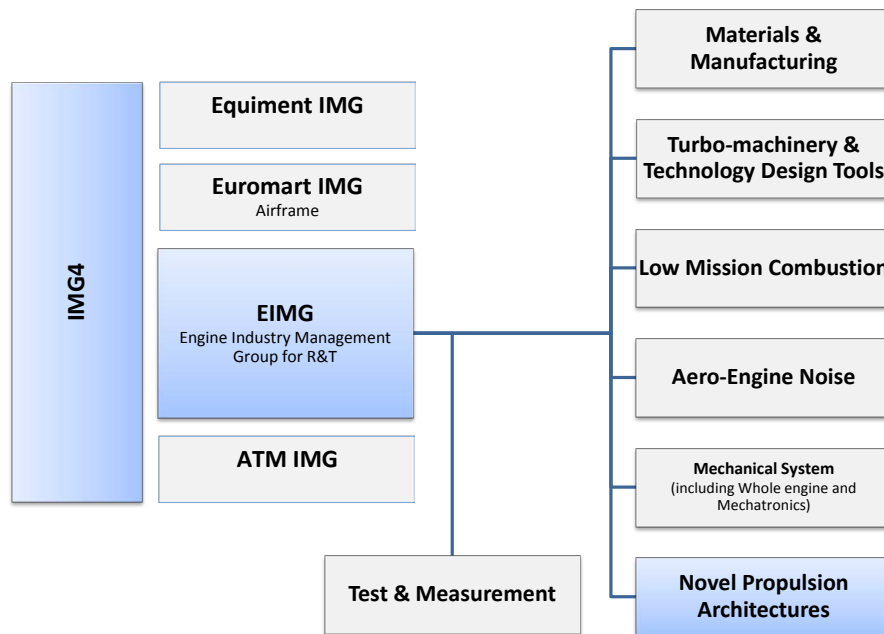 IMG4
Equiment IMG
Euromart IMG
Airframe
EIMG
Engine Industry Management
Group for R&T
ATM IMG
Test & Measurement
Materials &
Manufacturing
Turbo-machinery &
Technology Design Tools
Low Mission Combustion
Aero-Engine Noise
Mechanical System
(including Whole engine and
Mechatronics)
Novel Propulsion
Architectures